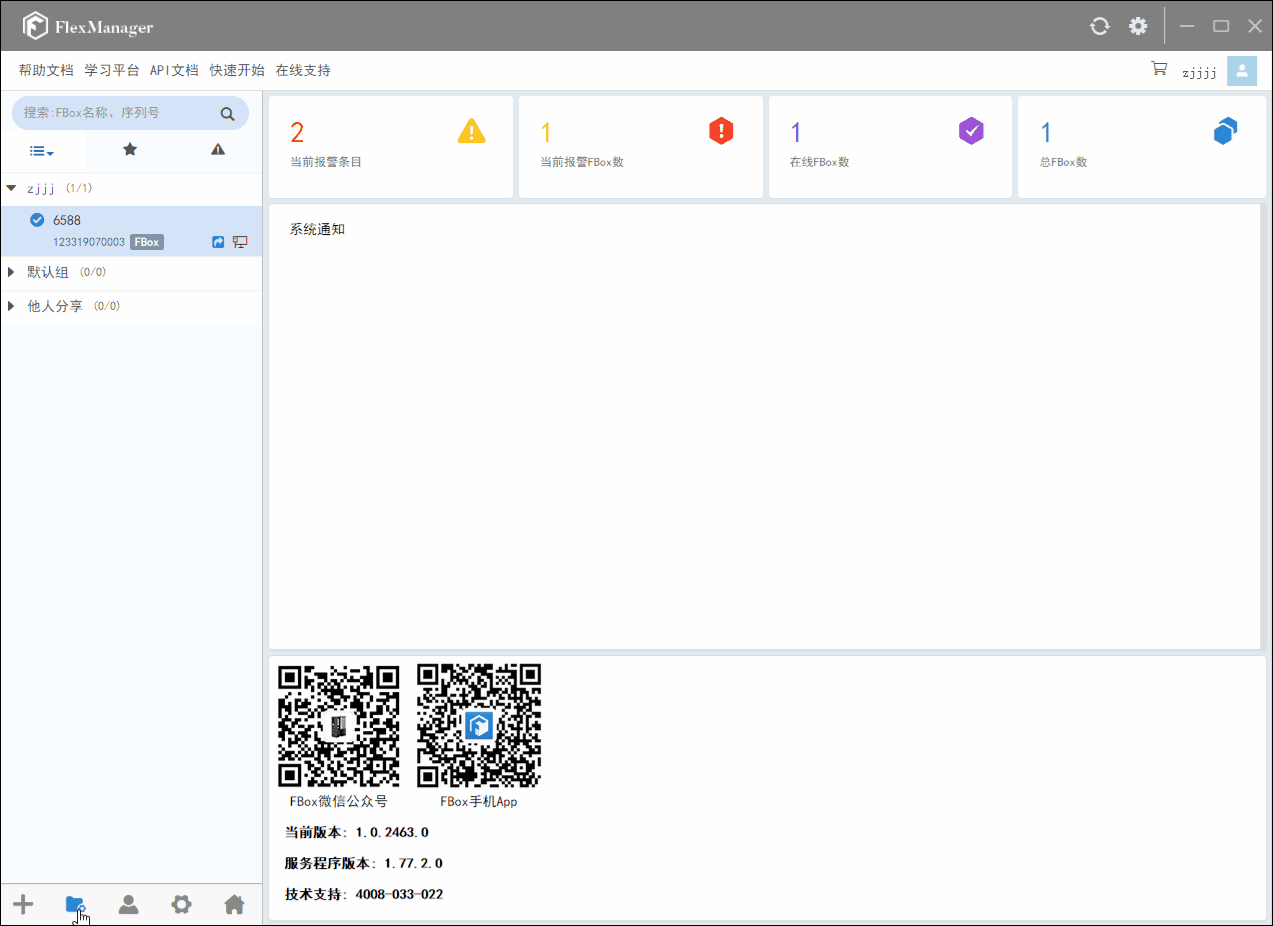 FlexManager
帮助文档 学习平台 API文档 快速开始 在线支持
zjjjj
搜索:FBox名称、序列号
zjjj (1/1)
6588
123319070003 FBox
默认组 (0/0)
他人分享 (0/0)
2
当前报警条目
1
当前报警FBox数
1
在线FBox数
1
总FBox数
系统通知
FBox微信公众号
FBox手机App
当前版本: 1.0.2463.0
服务程序版本: 1.77.2.0
技术支持: 4008-033-022